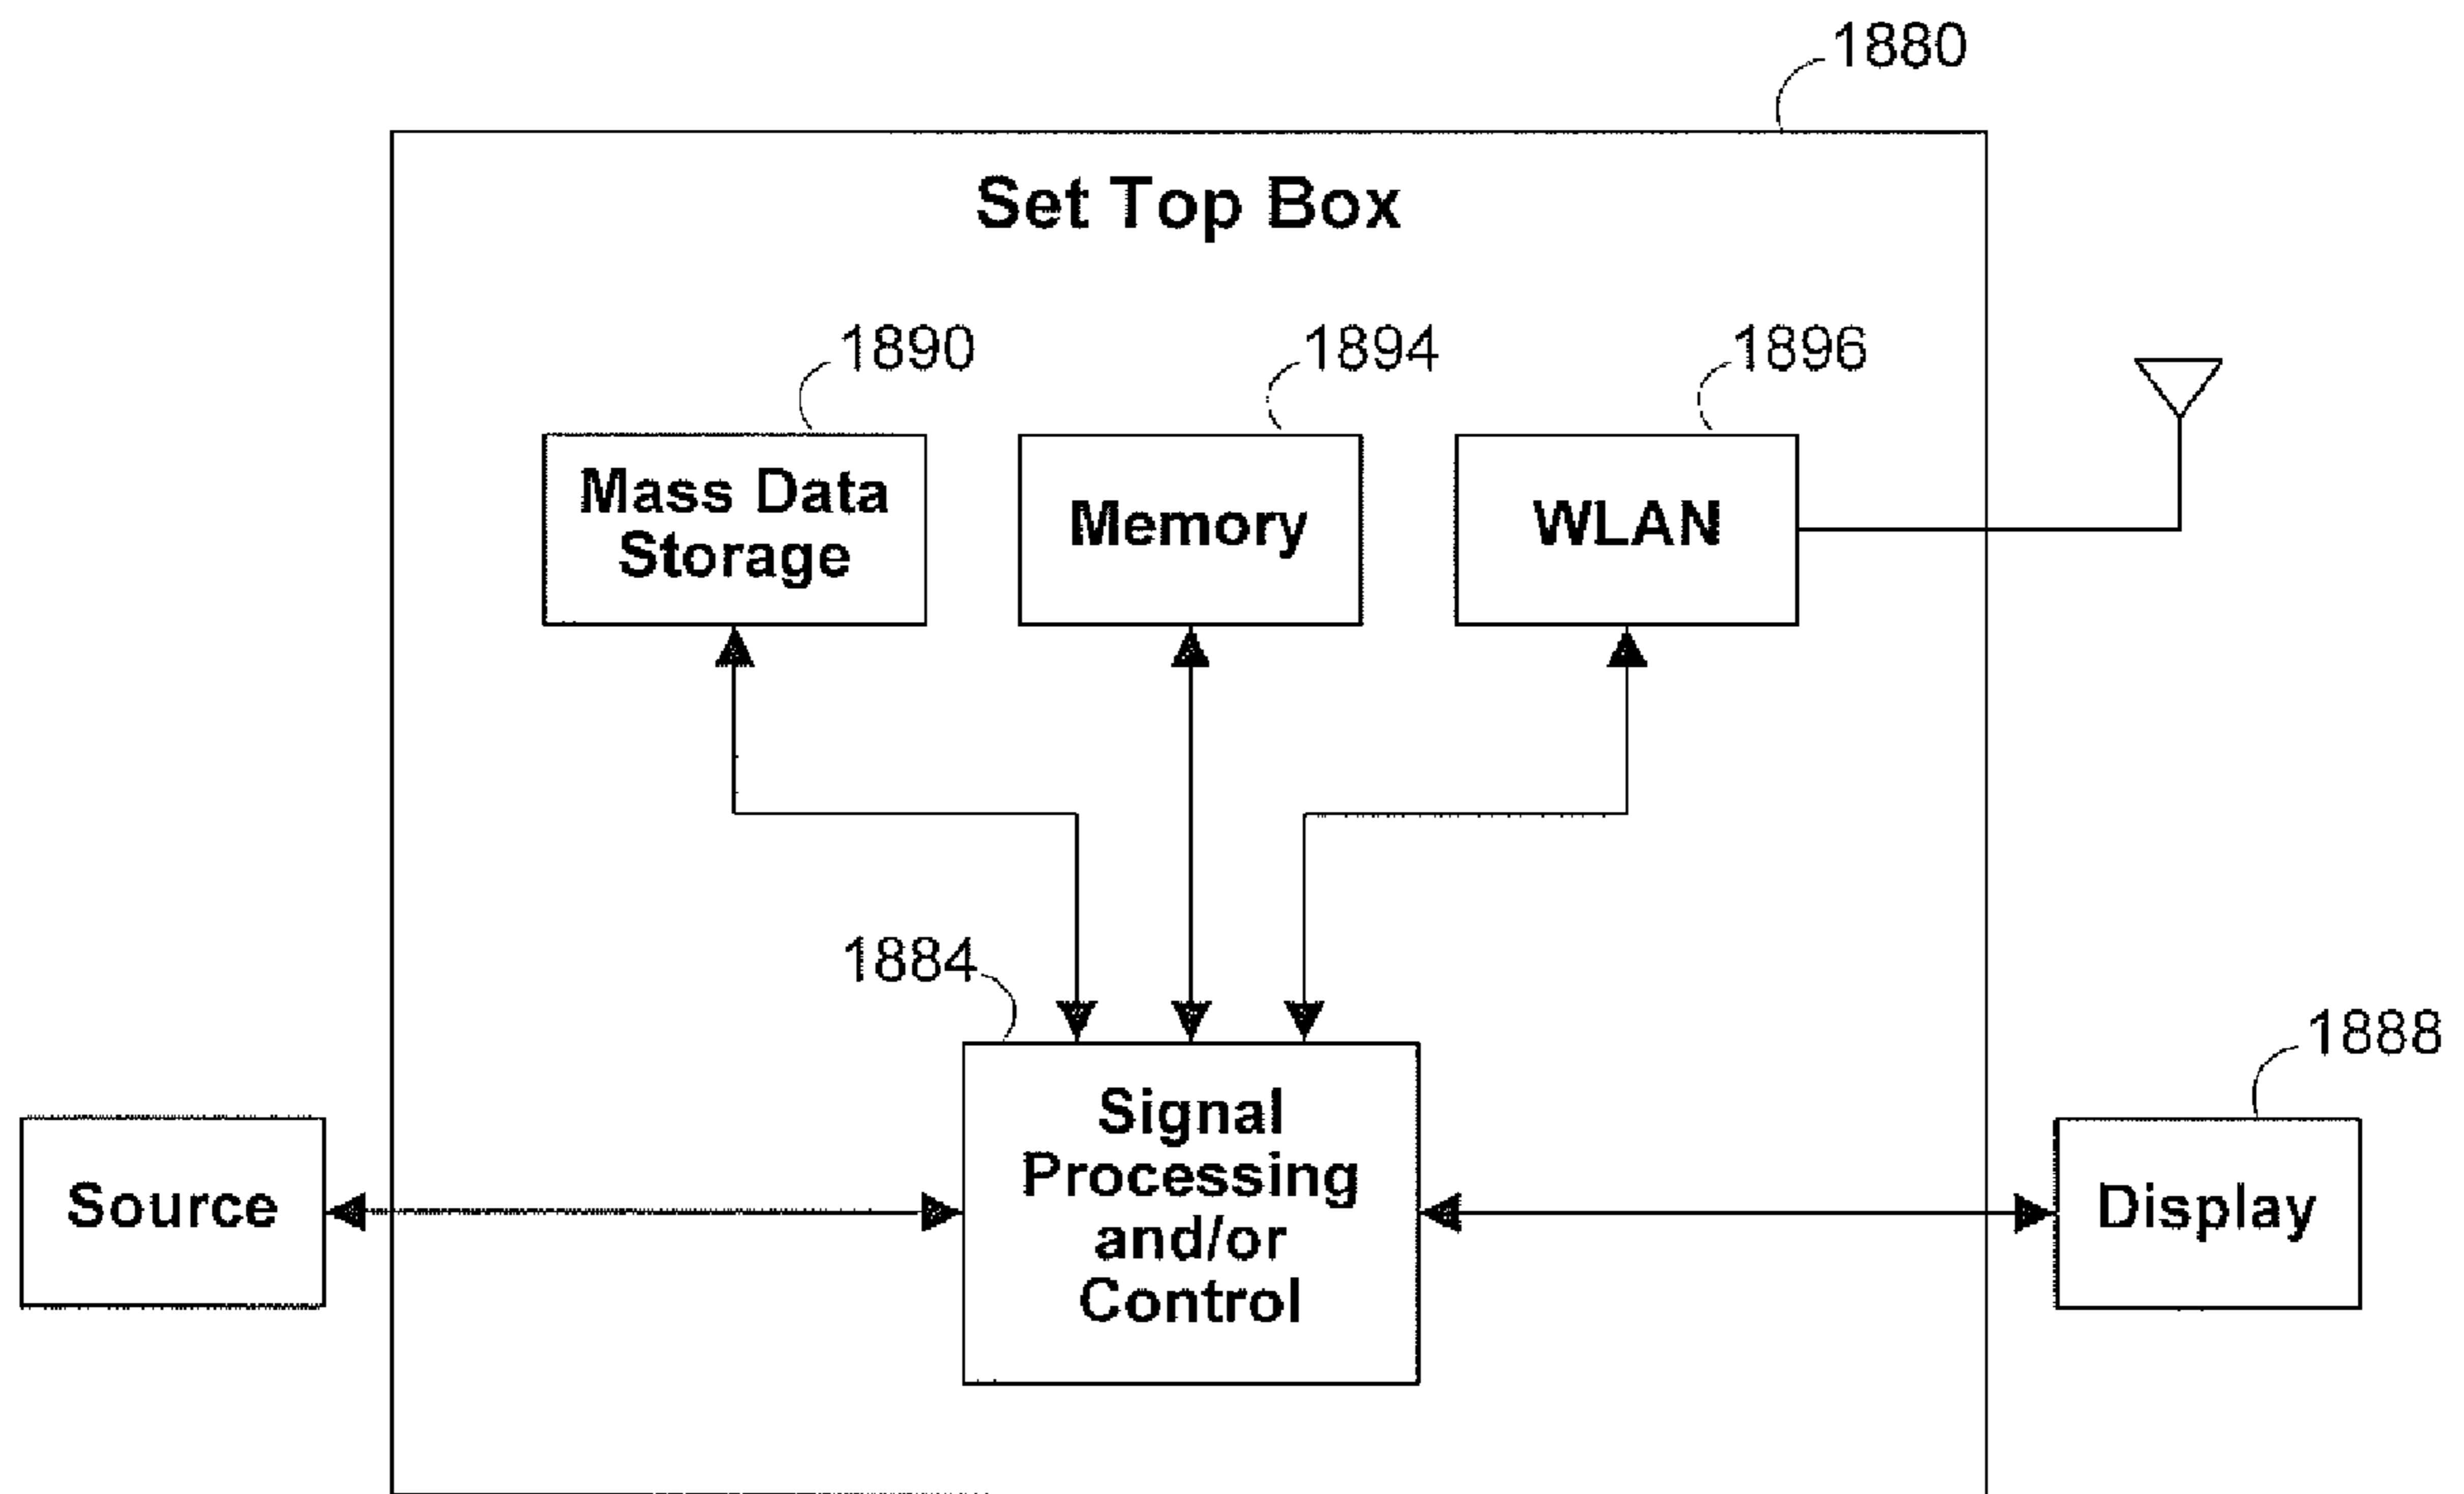 1880
Set Top Box
1890
1894
1896
Mass Data
Storage
Memory
WLAN
1884
1888
Signal
Processing
and/or
Control
Source
Display